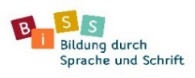 BiSS
Bildung durch
Sprache und Schrift